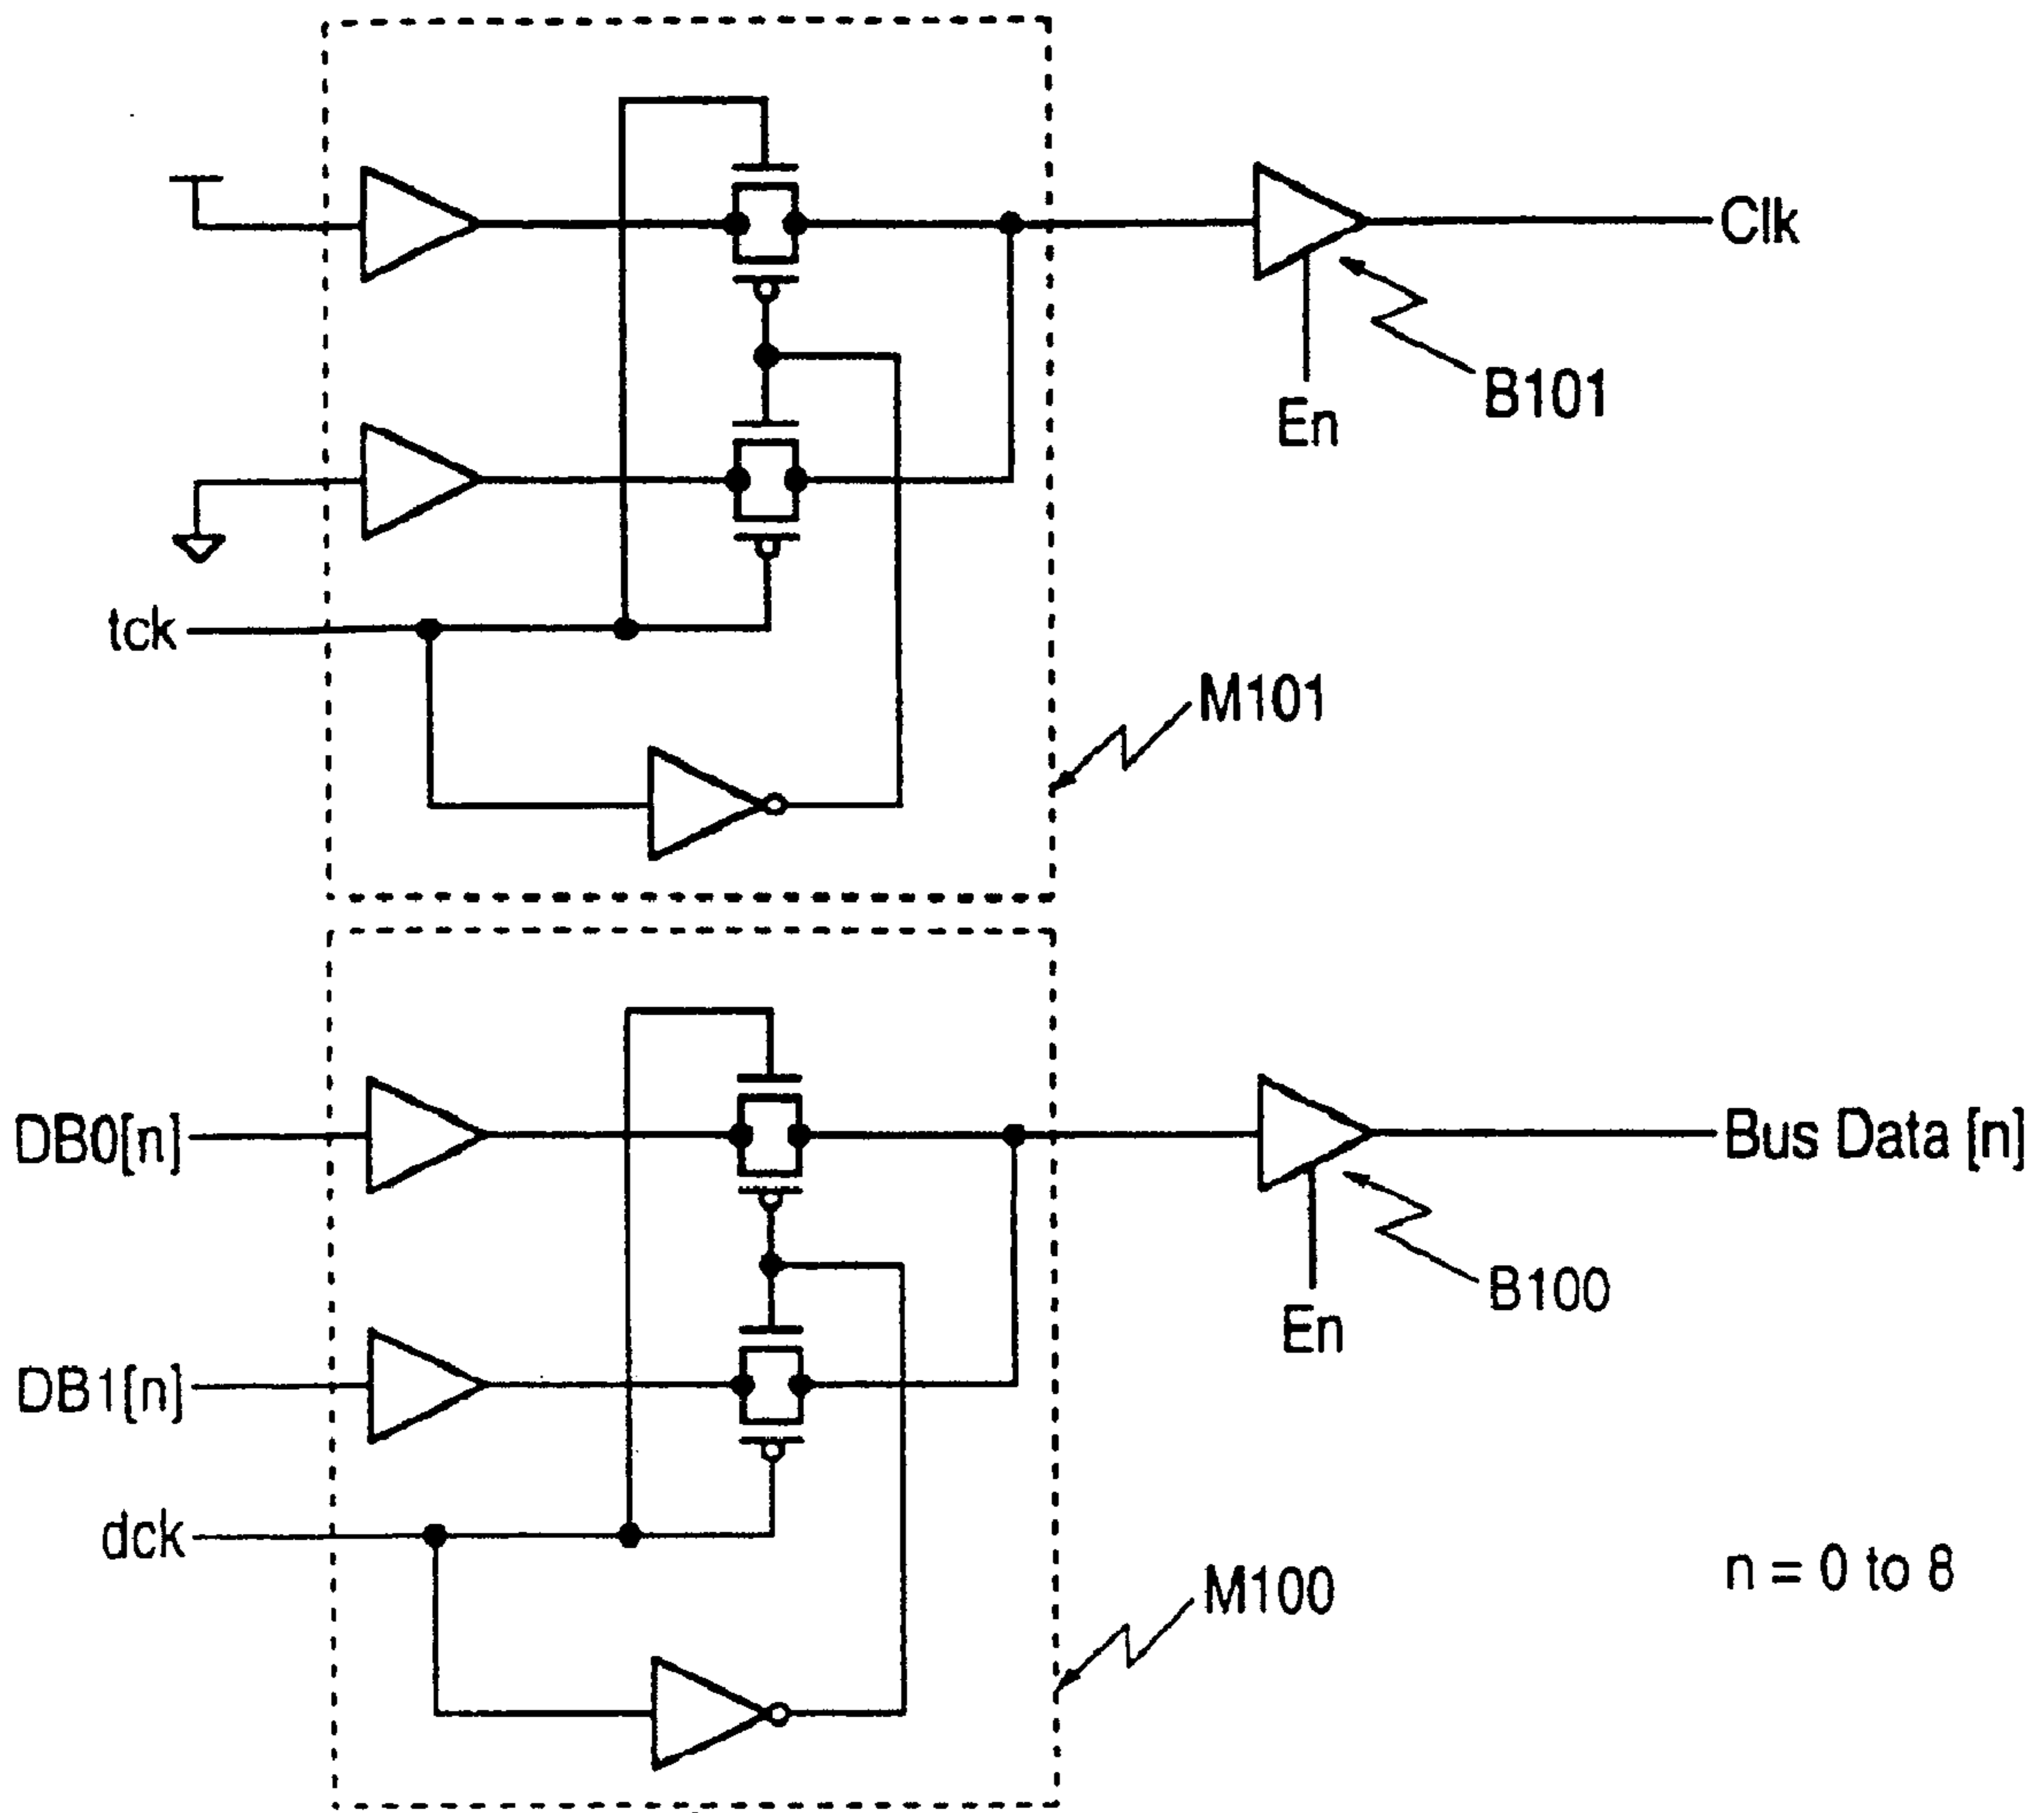 Clk
En
B101
tck
M101
DB0[n]
Bus Data [n]
En
B100
DB1[n]
dck
n = 0 to 8
M100